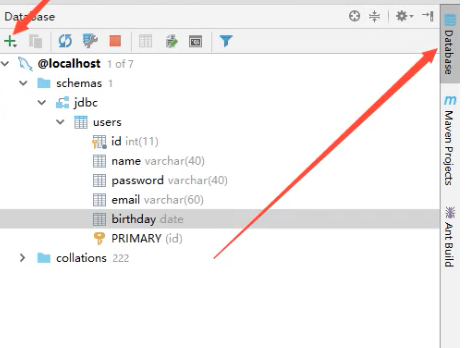 Database
@localhost 1 of 7
schemas 1
jdbc
users
id int(11)
name varchar(40)
password varchar(40)
email varchar(60)
birthday date
PRIMARY (id)
collations 222
Database
m Maven Projects
Ant Build